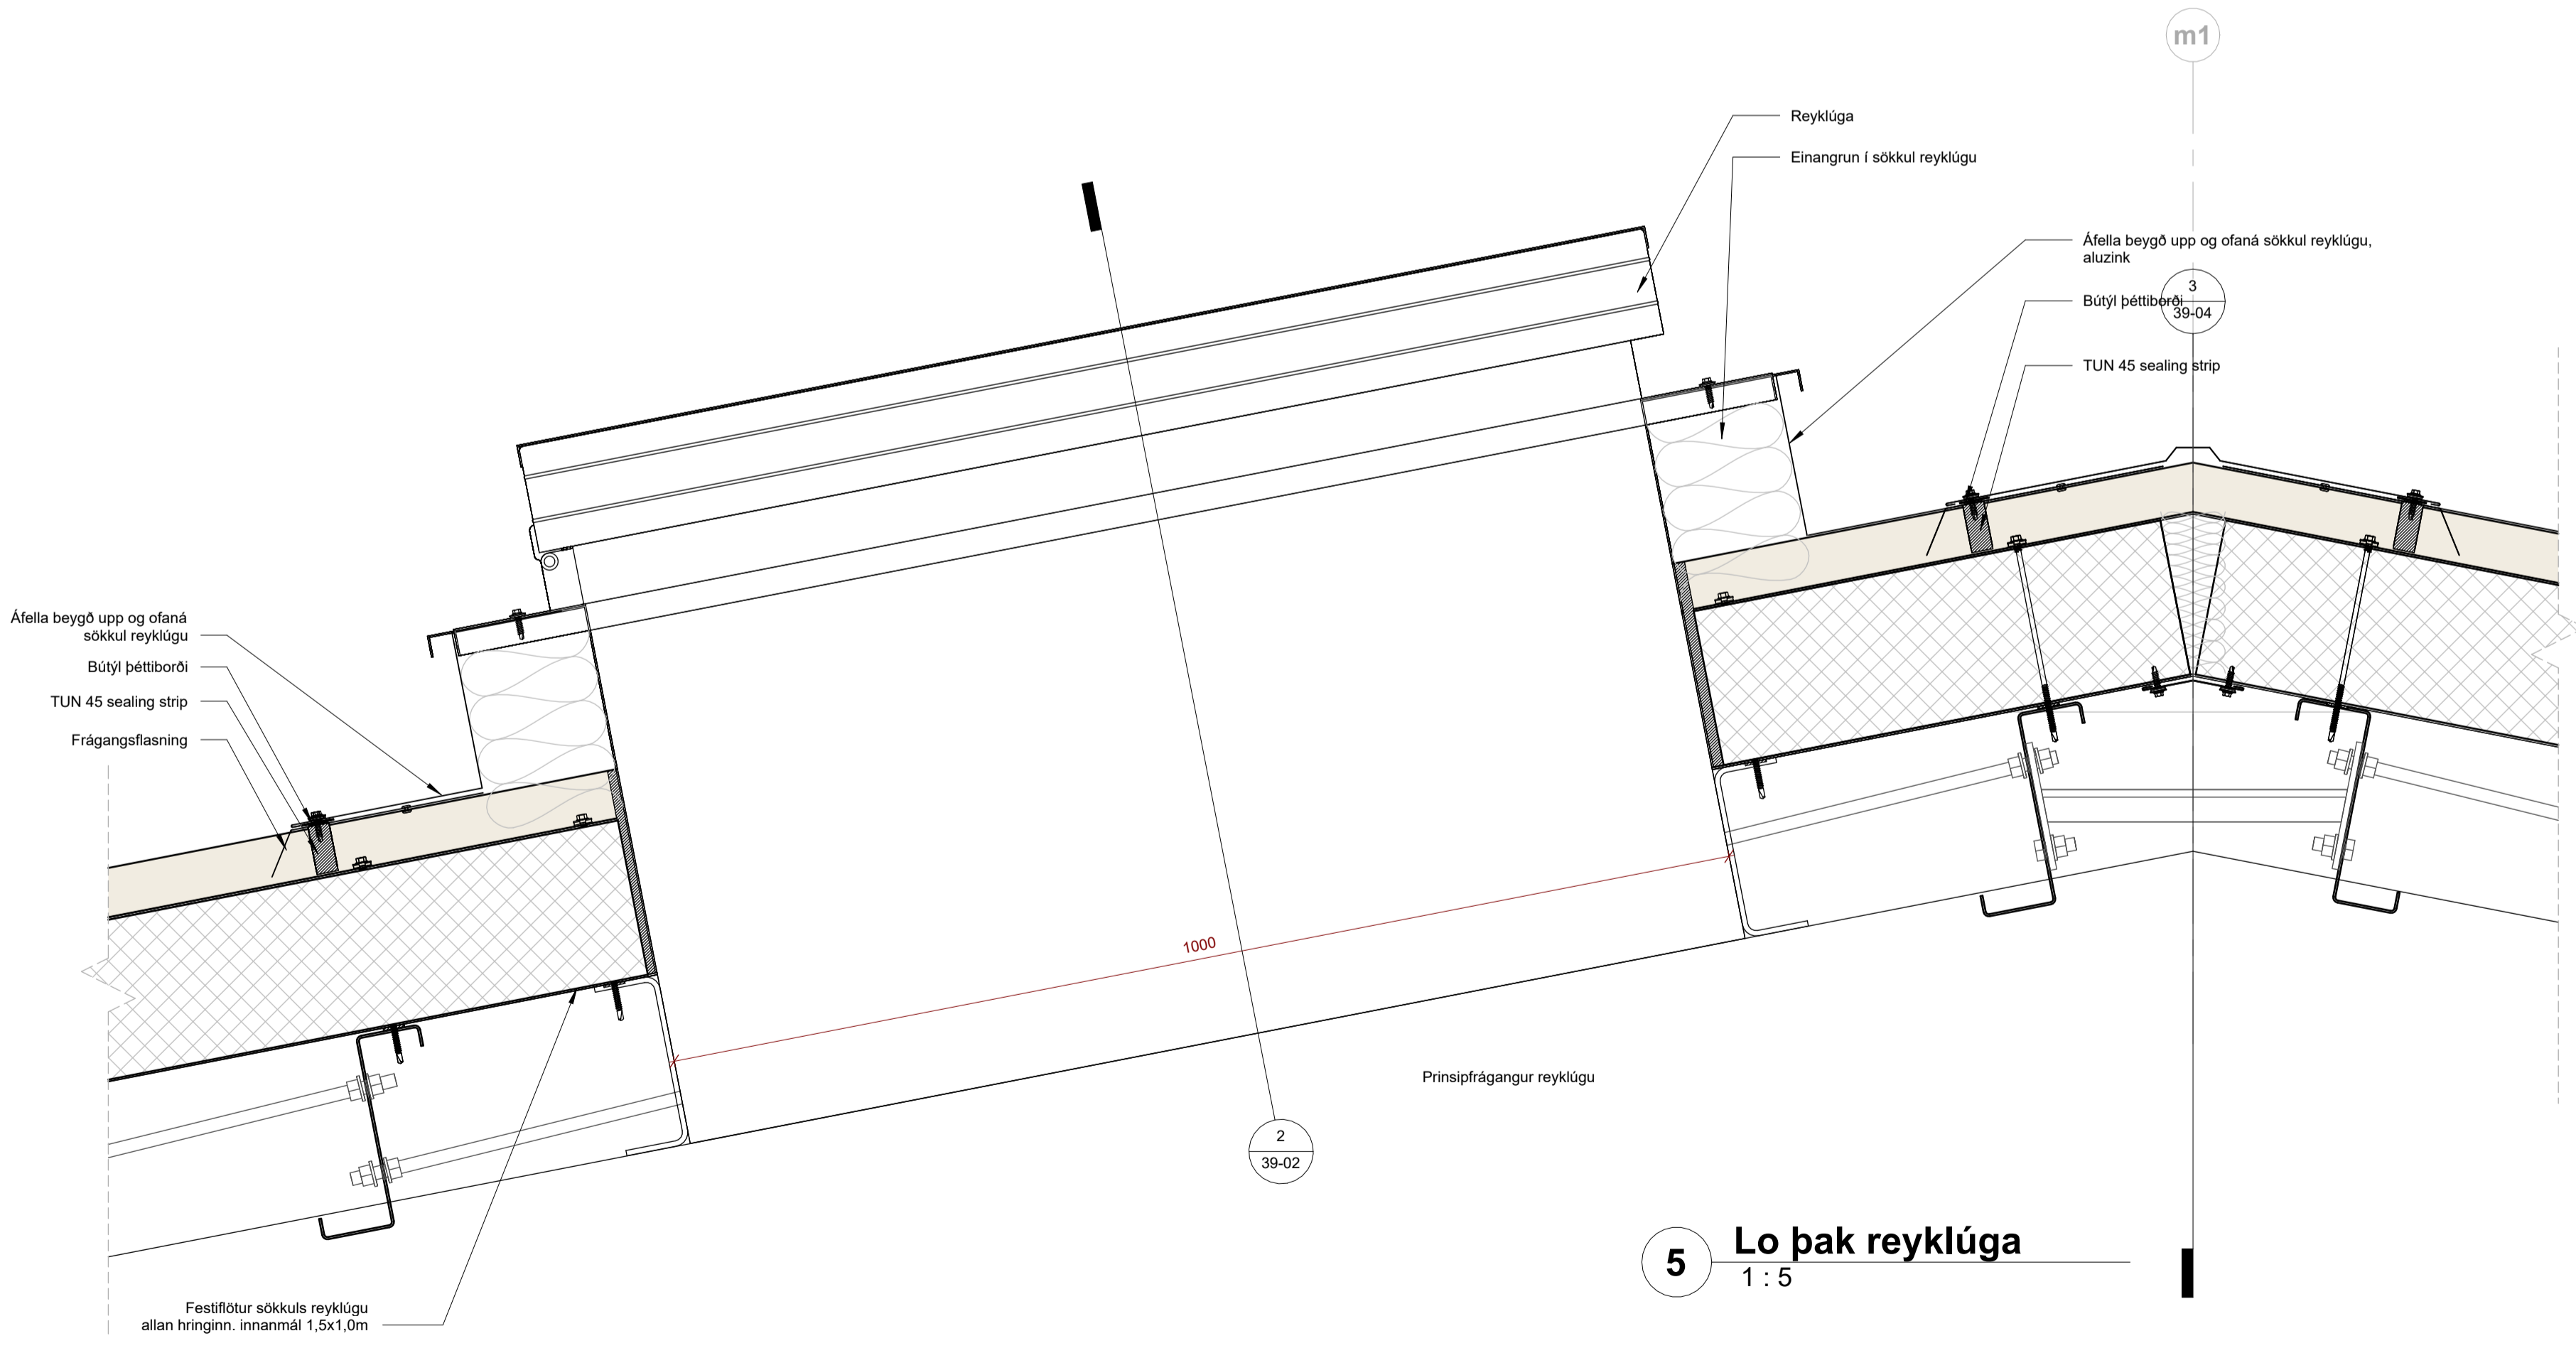 m1
Reyklúga
Einangrun í sökkul reyklúgu
Áfella beygð upp og ofaná sökkul reyklúgu,
aluzink
3
39-04
Bútýl þéttiborði
TUN 45 sealing strip
Áfella beygð upp og ofaná
sökkul reyklúgu
Bútýl þéttiborði
TUN 45 sealing strip
Frágangsflasning
1000
Prinsipfrágangur reyklúgu
2
39-02
5
Lo þak reyklúga
1 : 5
Festiflötur sökkuls reyklúgu
allan hringinn. innanmál 1,5x1,0m